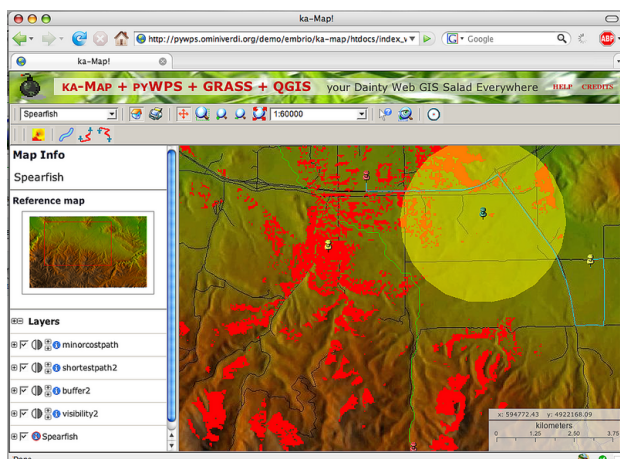 ka-Map!
http://pywps.ominiverdi.org/demo/embrio/ka-map/htdocs/index_v
G Google
ABP
ka-Map!
KA-MAP + PYWPS + GRASS + QGIS your Dainty Web GIS Salad Everywhere HELP CREDITS
Spearfish 1:60000
Map Info
Spearfish
Reference map
Layers
minorcostpath
shortestpath2
buffer2
visibility2
Spearfish
x: 594772.43 y: 4922168.09
kilometers
0 1.25 2.50 3.75